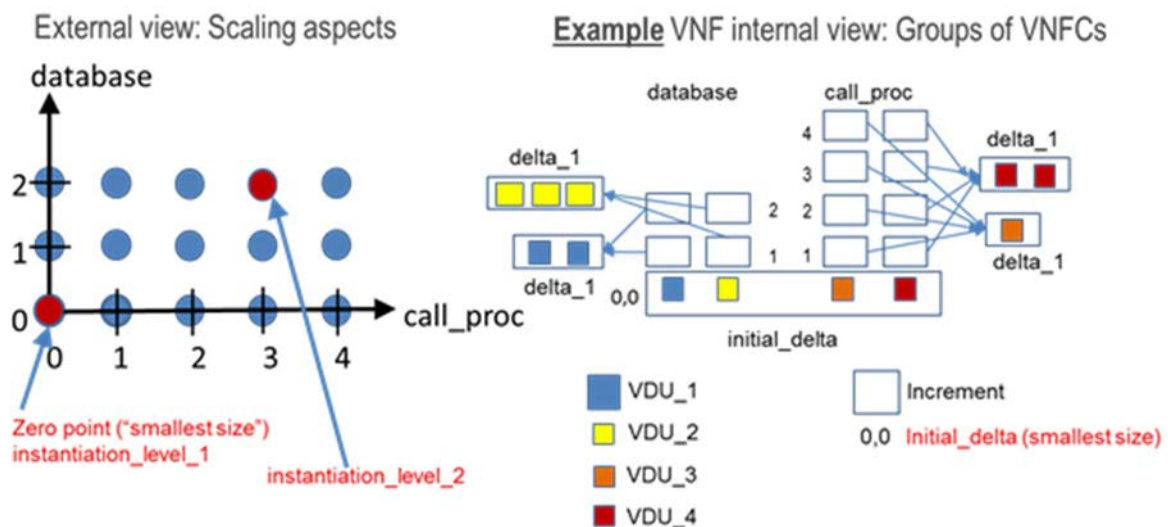 External view: Scaling aspects
database
2
1
0
0 1 2 3 4
call_proc
Zero point ("smallest size")
instantiation_level_1
instantiation_level_2
Example VNF internal view: Groups of VNFCs
database
call_proc
4
3
2
1
delta_1
delta_1
2
1
delta_1
delta_1
0,0
initial_delta
VDU_1
VDU_2
VDU_3
VDU_4
Increment
0,0 Initial_delta (smallest size)